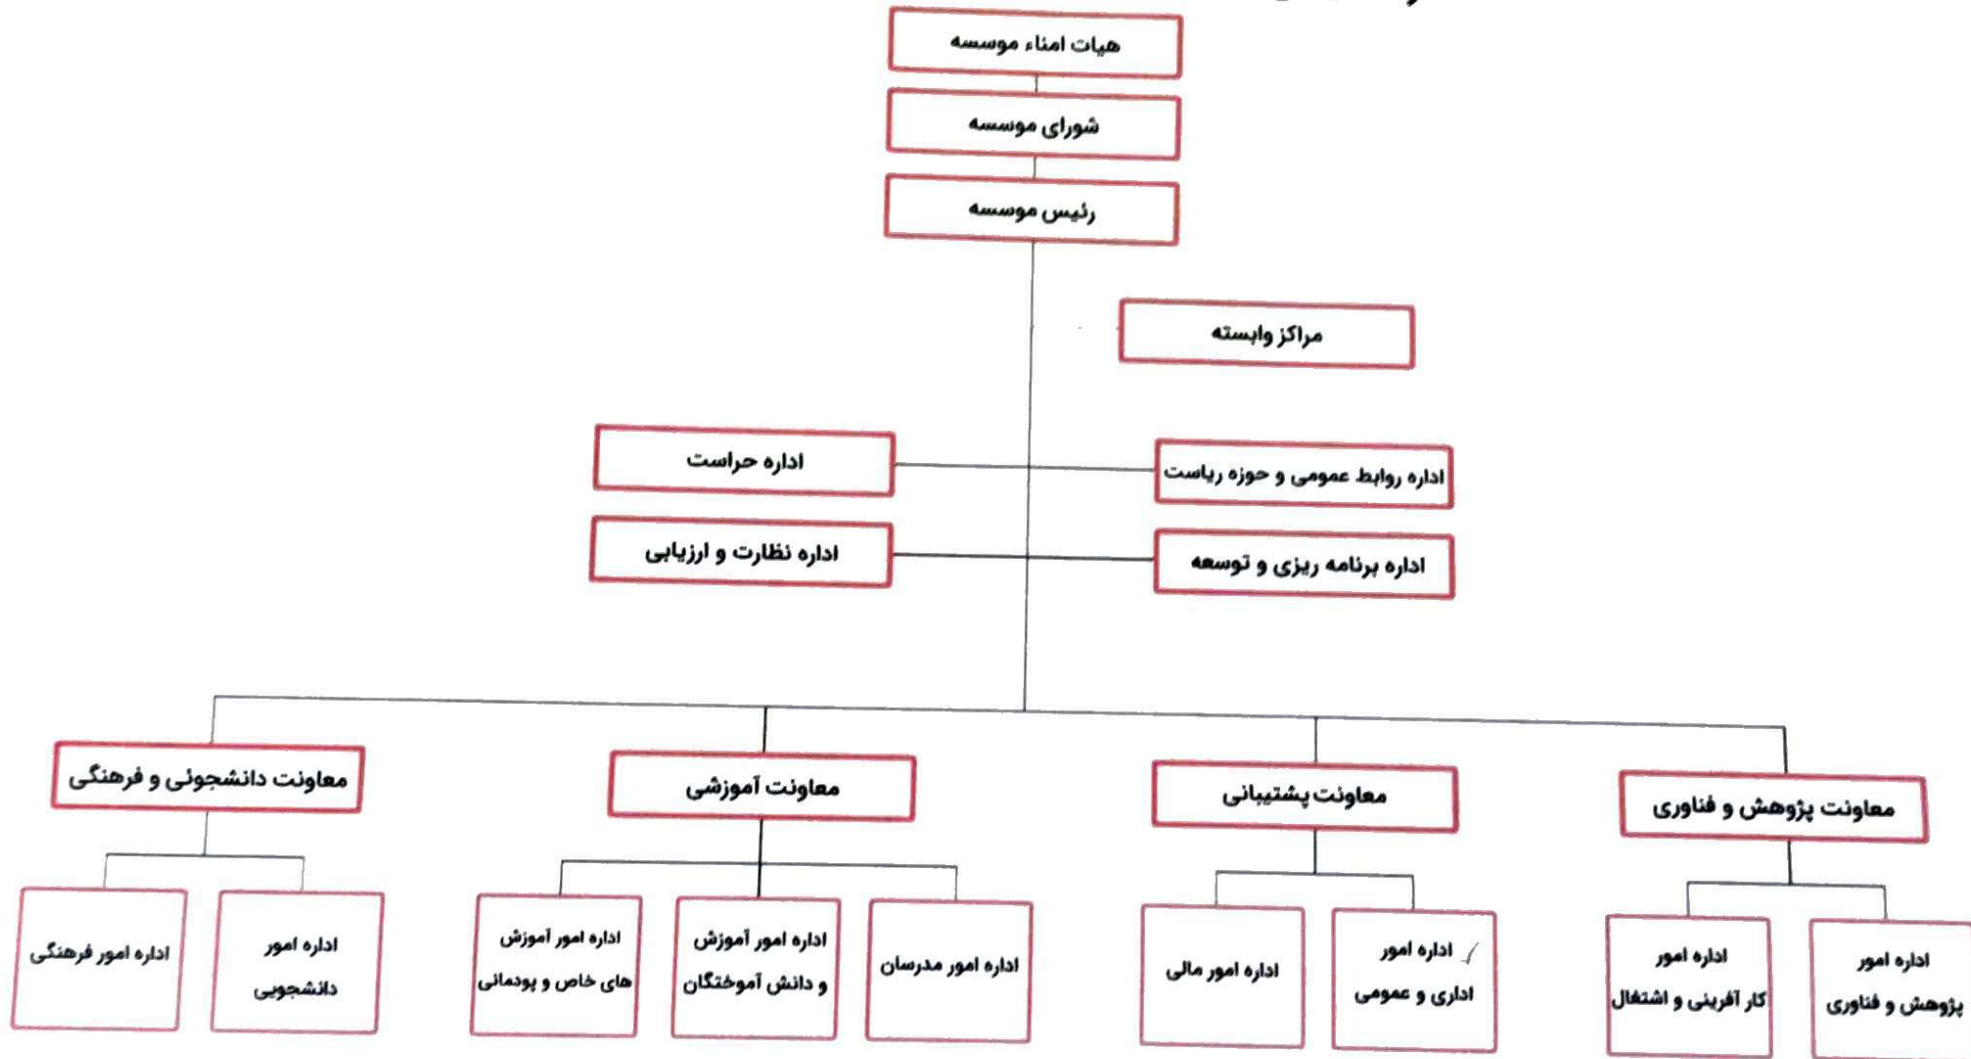 هیات امناء موسسه
شورای موسسه
رئیس موسسه
مراکز وابسته
اداره روابط عمومی و حوزه ریاست
اداره حراست
اداره برنامه ریزی و توسعه
اداره نظارت و ارزیابی
معاونت پژوهش و فناوری
معاونت پشتیبانی
معاونت آموزشی
معاونت دانشجوئی و فرهنگی
اداره امور
پژوهش و فناوری
اداره امور
کار آفرینی و اشتغال
اداره امور
اداری و عمومی
اداره امور مالی
اداره امور مدرسان
اداره امور آموزش
و دانش آموختگان
اداره امور آموزش
های خاص و پودمانی
اداره امور
دانشجویی
اداره امور فرهنگی